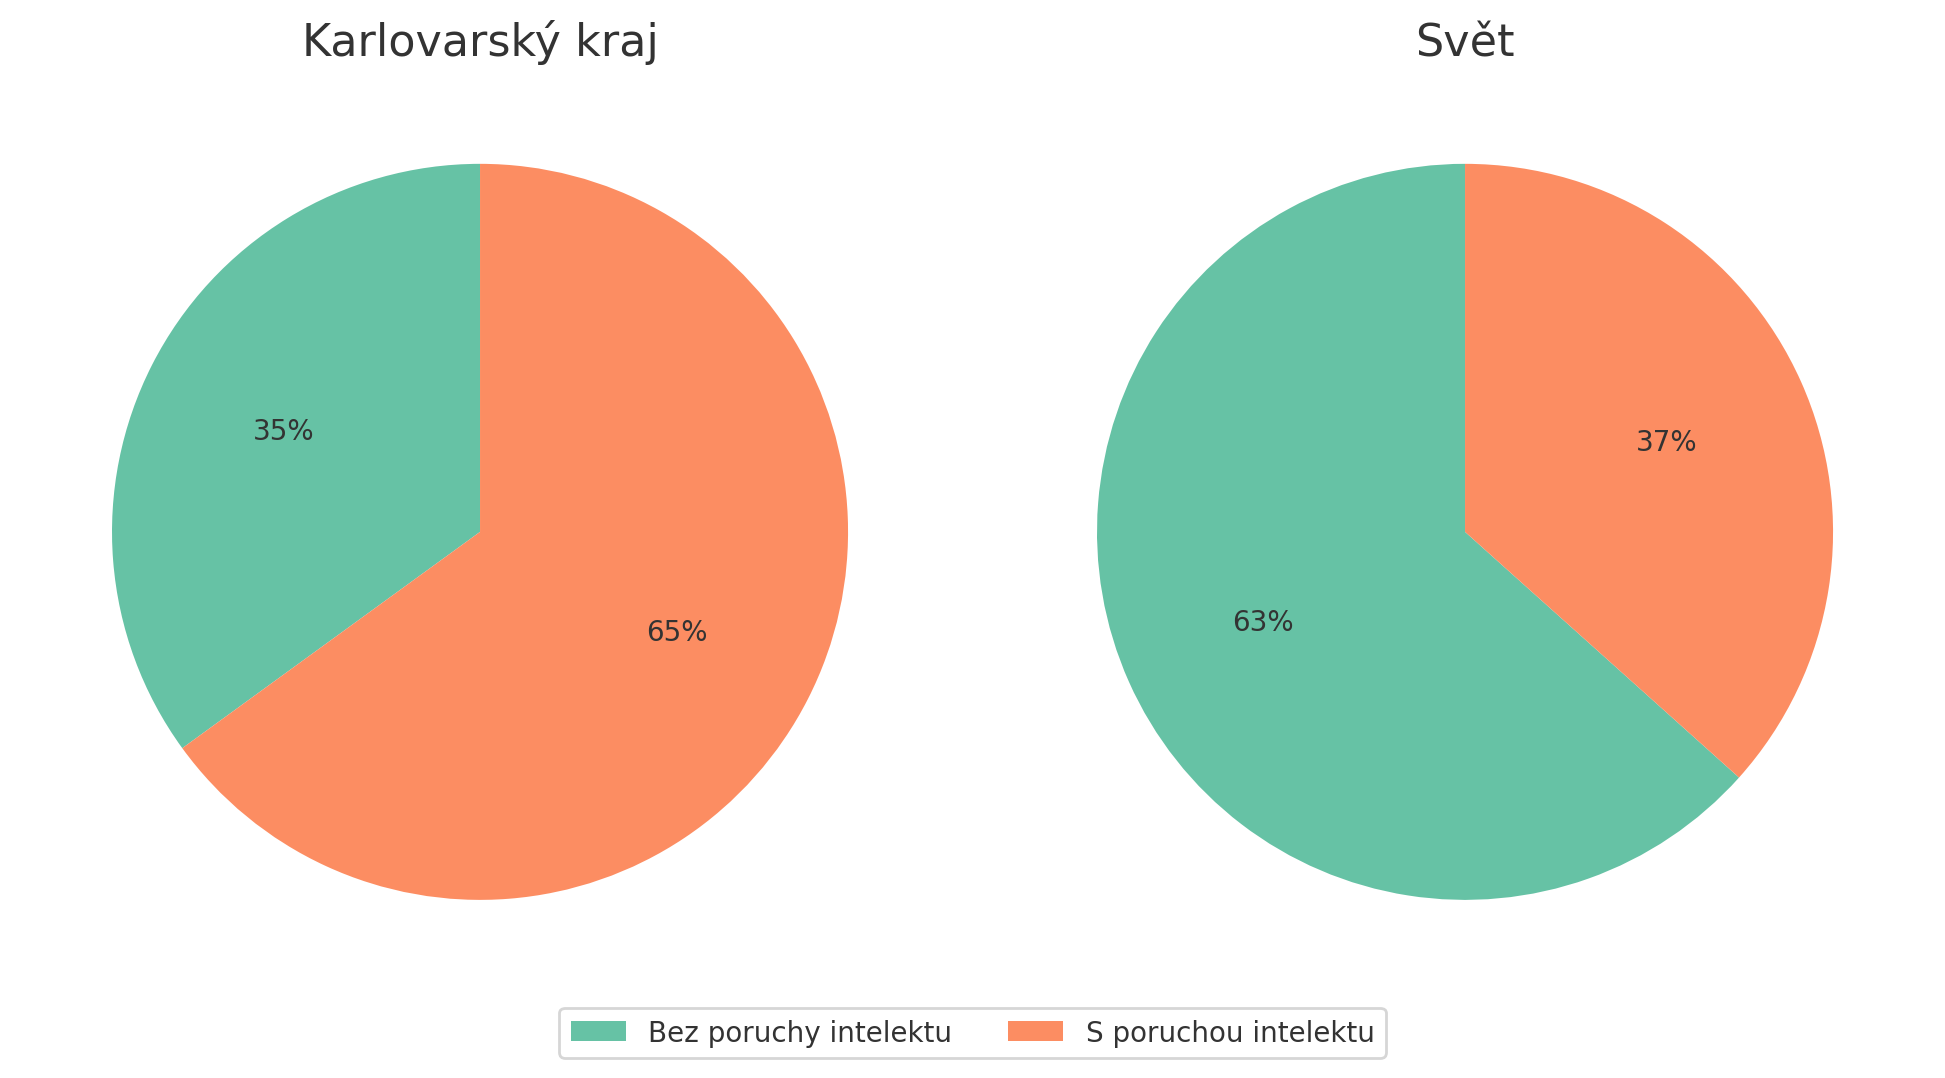 Karlovarský kraj
Svět
35%
65%
37%
63%
Bez poruchy intelektu
S poruchou intelektu